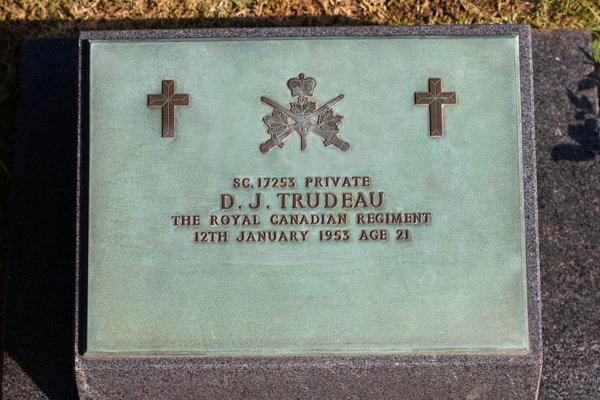 SC. 17253 PRIVATE
D. J. TRUDEAU
THE ROYAL CANADIAN REGIMENT
12TH JANUARY 1953 AGE 21